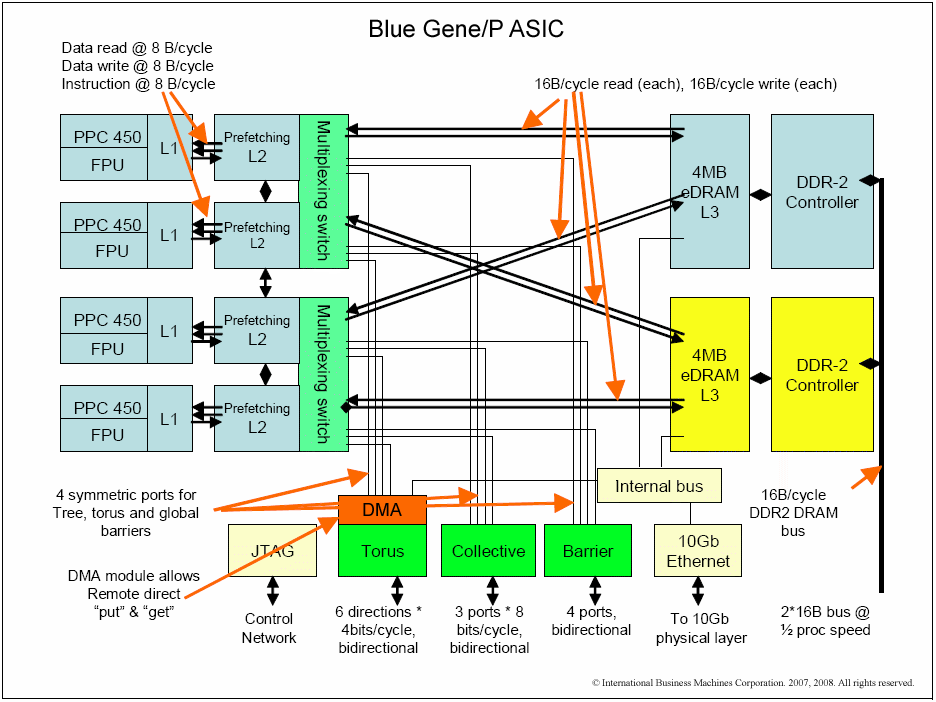 Blue Gene/P ASIC
Data read @ 8 B/cycle
Data write @ 8 B/cycle
Instruction @ 8 B/cycle
16B/cycle read (each), 16B/cycle write (each)
PPC 450
FPU
L1
Prefetching
L2
Multiplexing switch
4MB
eDRAM
L3
DDR-2
Controller
PPC 450
FPU
L1
Prefetching
L2
PPC 450
FPU
L1
Prefetching
L2
Multiplexing switch
4MB
eDRAM
L3
DDR-2
Controller
PPC 450
FPU
L1
Prefetching
L2
4 symmetric ports for
Tree, torus and global
barriers
DMA
Internal bus
16B/cycle
DDR2 DRAM
bus
JTAG
Torus
Collective
Barrier
10Gb
Ethernet
DMA module allows
Remote direct
“put” & “get”
Control
Network
6 directions *
4bits/cycle,
bidirectional
3 ports * 8
bits/cycle,
bidirectional
4 ports,
bidirectional
To 10Gb
physical layer
2*16B bus @
½ proc speed
© International Business Machines Corporation. 2007, 2008. All rights reserved.